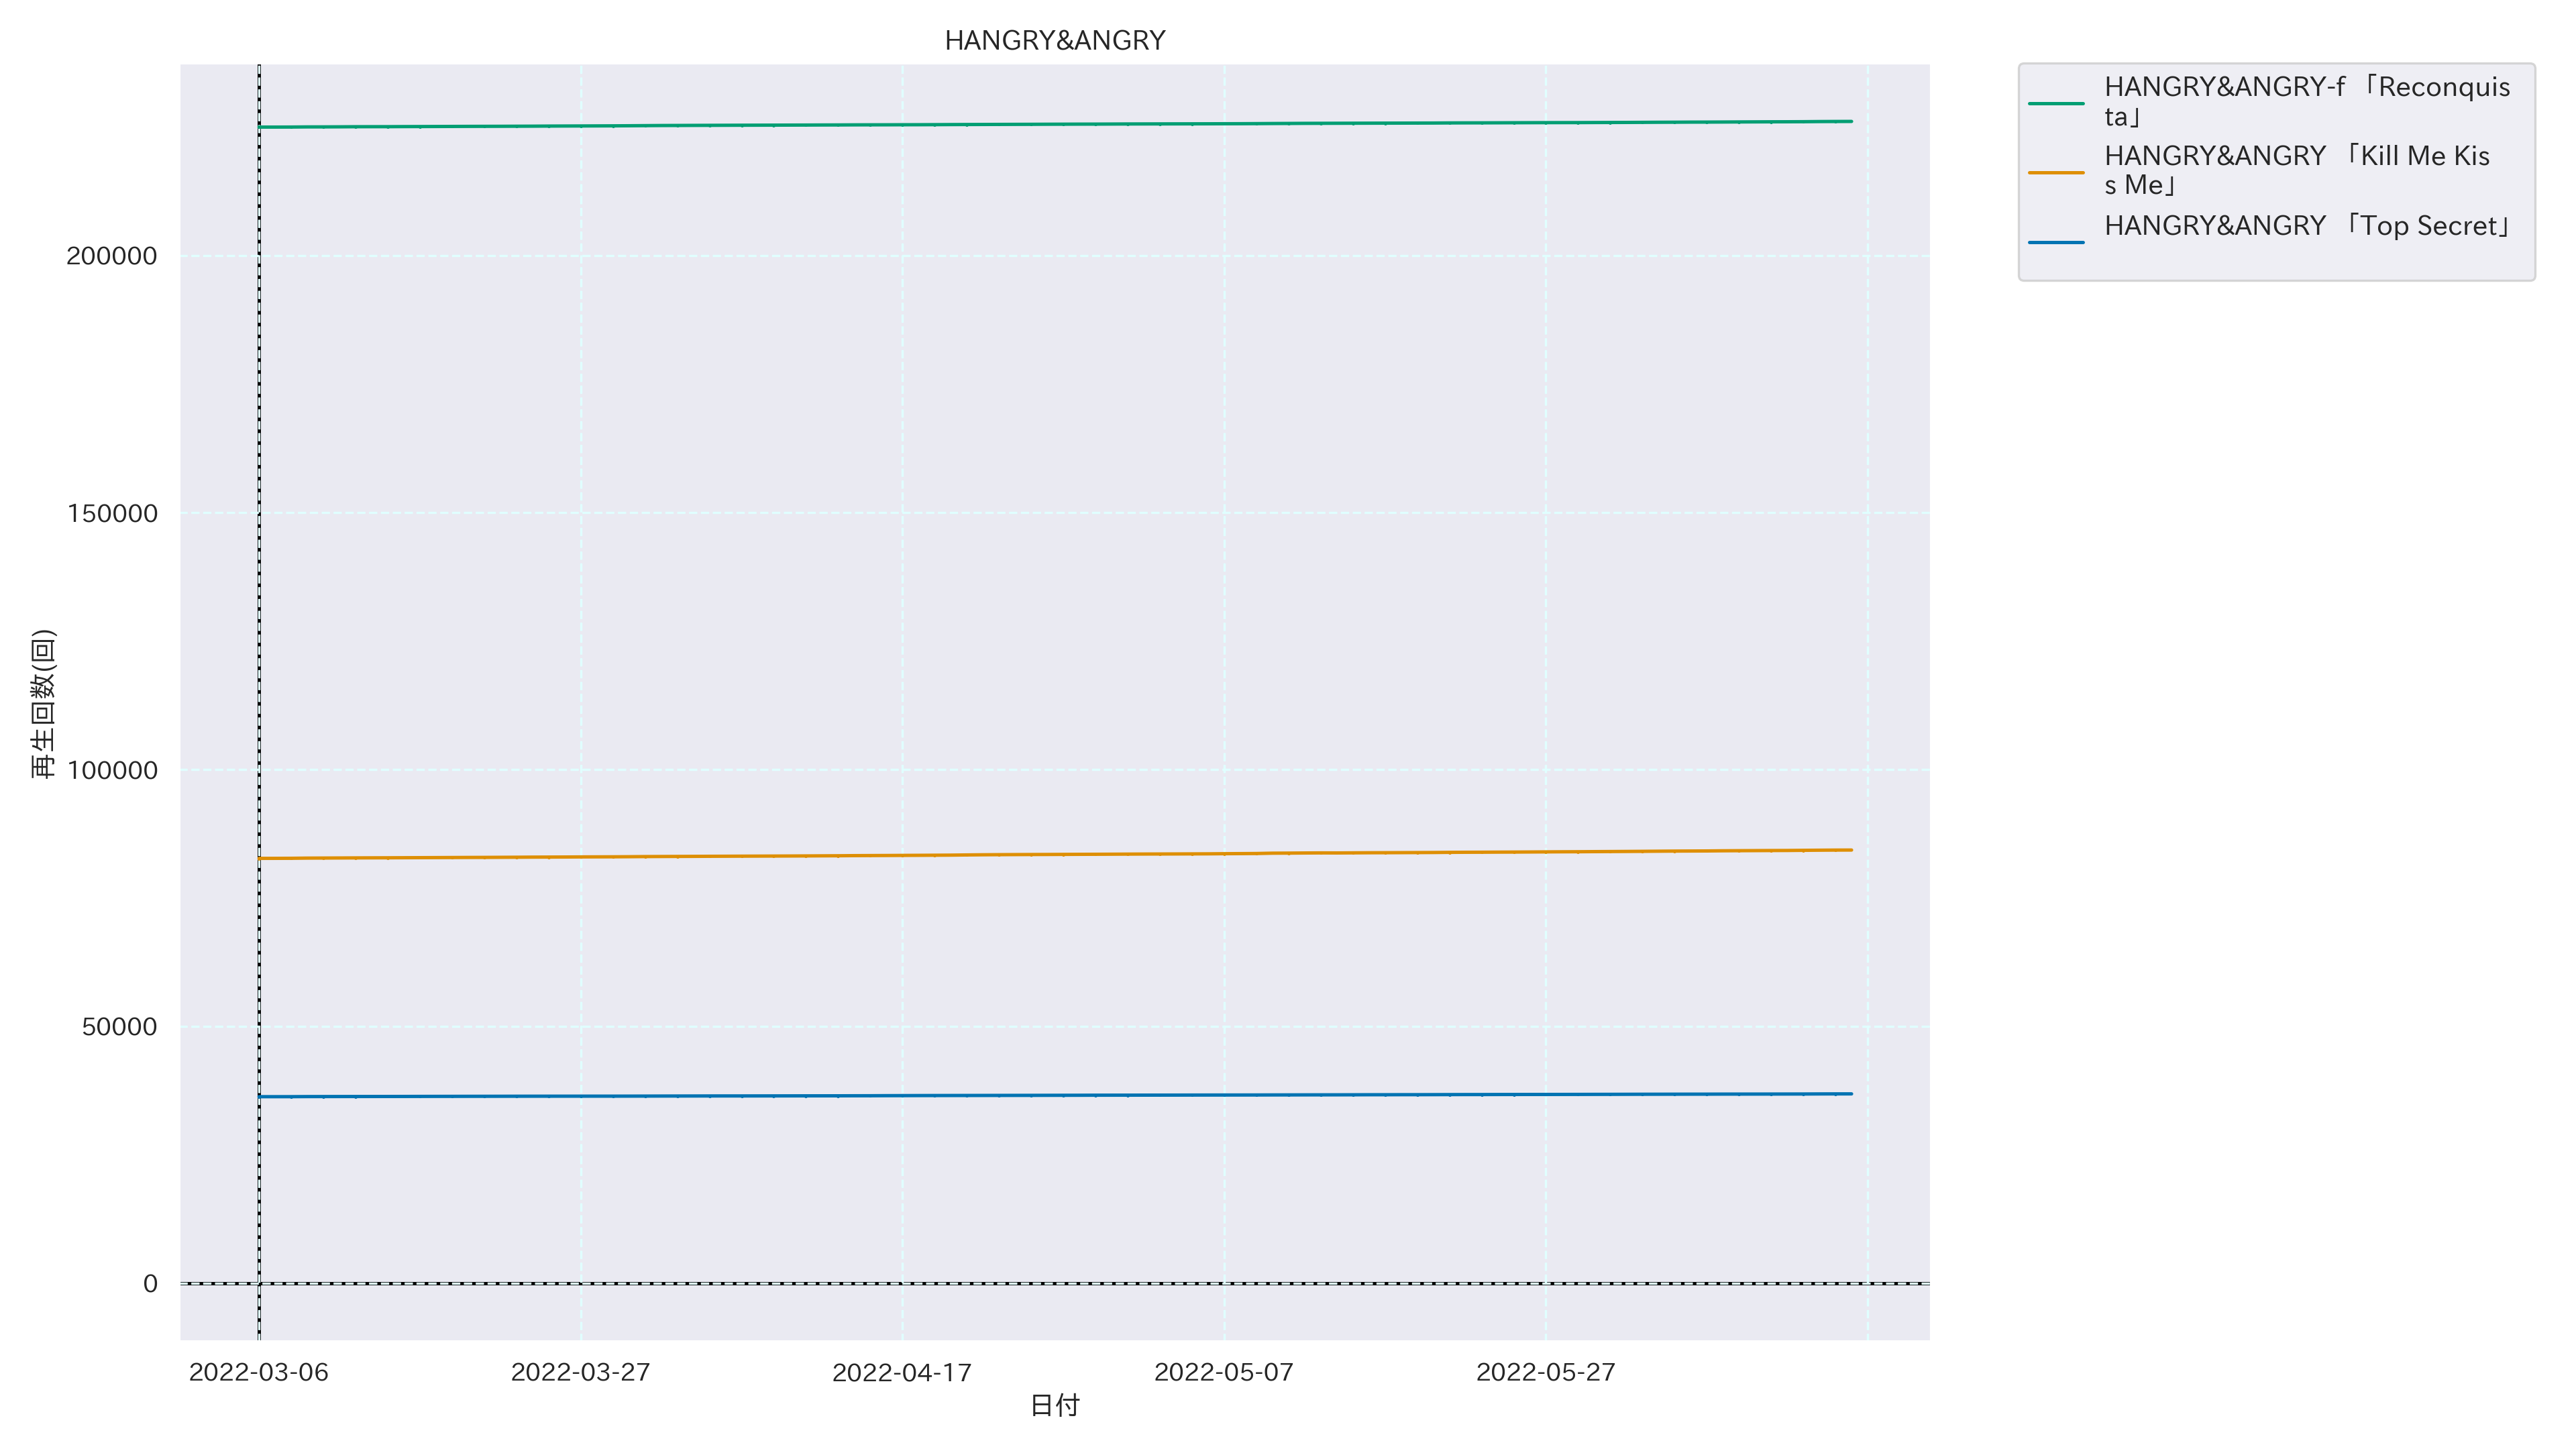 HANGRY&ANGRY
HANGRY&ANGRY-f 「Reconquis
ta」
HANGRY&ANGRY 「Kill Me Kis
s Me」
HANGRY&ANGRY 「Top Secret」
再生回数(回)
200000
150000
100000
50000
0
2022-03-06
2022-03-27
2022-04-17
2022-05-07
2022-05-27
日付